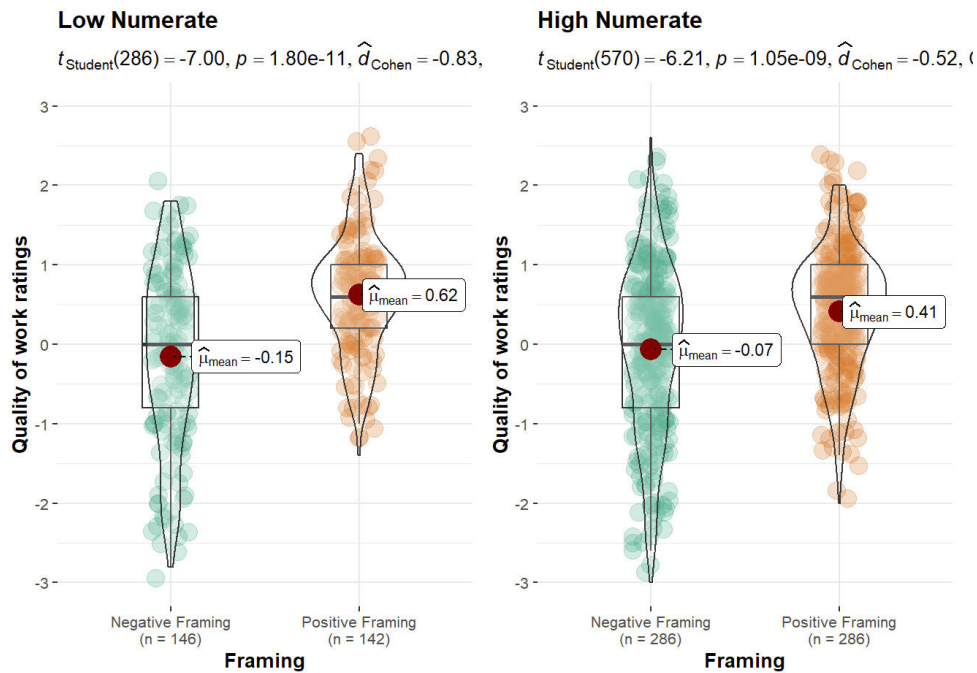 Low Numerate
t Student(286) = -7.00, p = 1.80e-11, d̂ Cohen = -0.83,
Quality of work ratings
3
2
1
0
-1
-2
-3
μ̂ mean = -0.15
μ̂ mean = 0.62
Negative Framing
(n = 146)
Positive Framing
(n = 142)
Framing
High Numerate
t Student(570) = -6.21, p = 1.05e-09, d̂ Cohen = -0.52,
Quality of work ratings
3
2
1
0
-1
-2
-3
μ̂ mean = -0.07
μ̂ mean = 0.41
Negative Framing
(n = 286)
Positive Framing
(n = 286)
Framing